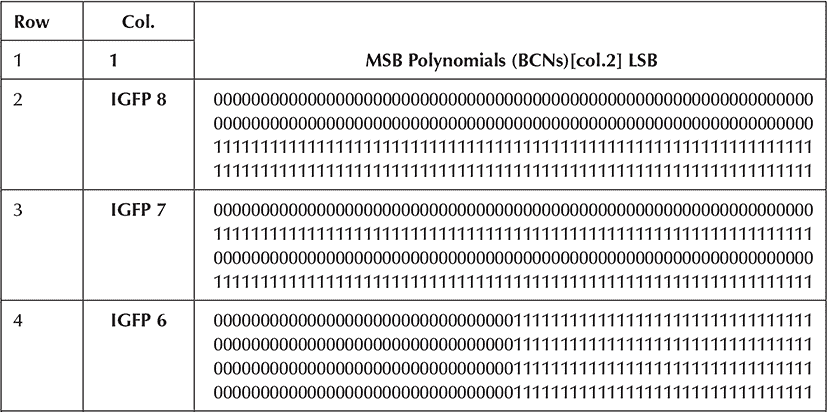 Row Col.
1 1 MSB Polynomials (BCNs)[col.2] LSB
2 IGFP 8 0000000000000000000000000000000000000000000000000000000000000000
0000000000000000000000000000000000000000000000000000000000000000
1111111111111111111111111111111111111111111111111111111111111111
1111111111111111111111111111111111111111111111111111111111111111
3 IGFP 7 0000000000000000000000000000000000000000000000000000000000000000
1111111111111111111111111111111111111111111111111111111111111111
0000000000000000000000000000000000000000000000000000000000000000
1111111111111111111111111111111111111111111111111111111111111111
4 IGFP 6 0000000000000000000000000000000011111111111111111111111111111111
0000000000000000000000000000000011111111111111111111111111111111
0000000000000000000000000000000011111111111111111111111111111111
0000000000000000000000000000000011111111111111111111111111111111